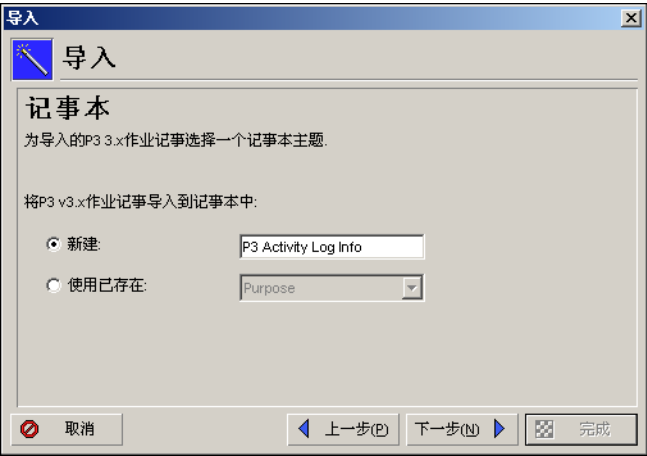 导入
导入
记事本
为导入的P3 3.x作业记事选择一个记事本主题.
将P3 v3.x作业记事导入到记事本中:
新建: P3 Activity Log Info
使用已存在: Purpose
取消 上一步(P) 下一步(N) 完成